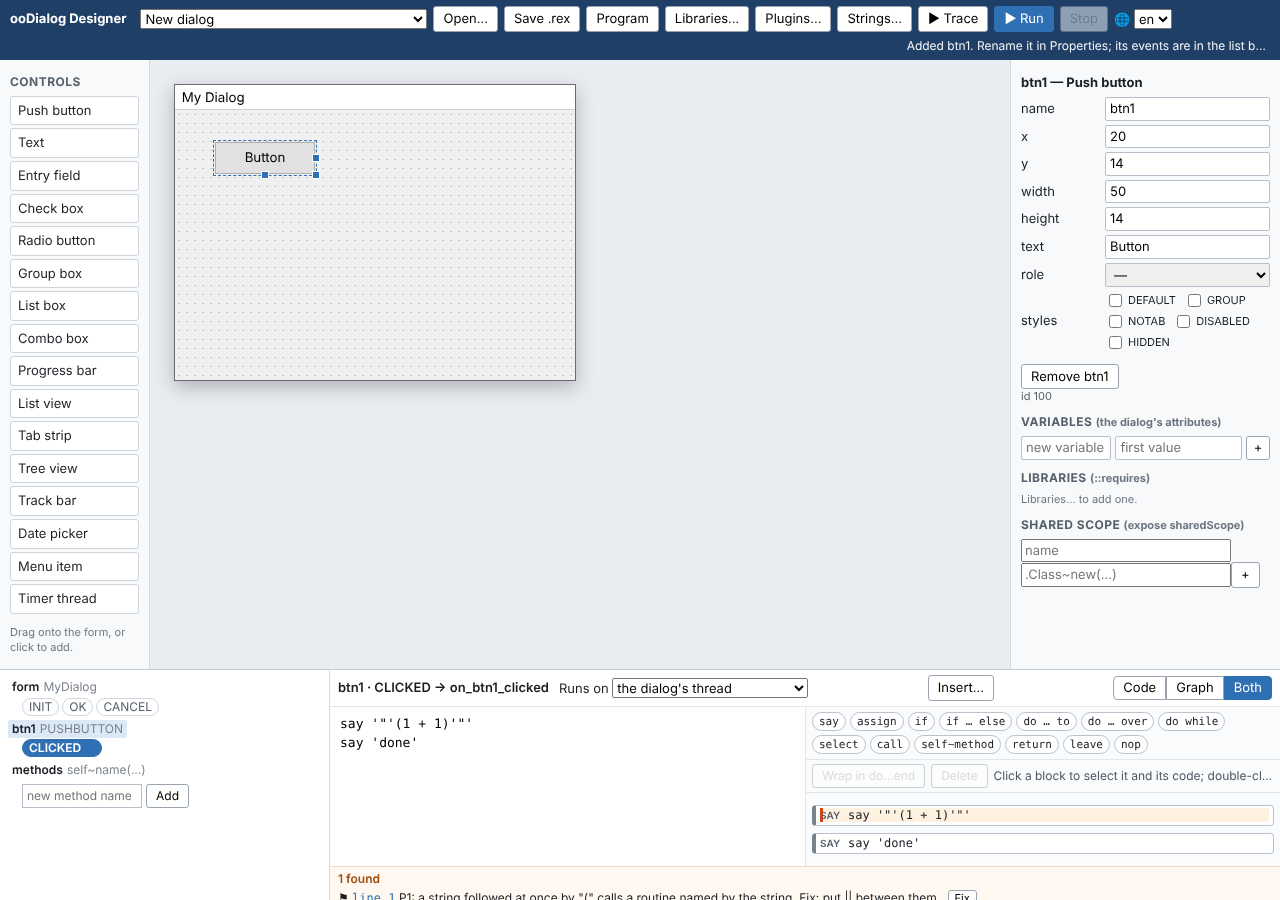 ooDialog Designer New dialog Open... Save .rex Program Libraries... Plugins... Strings... ▶ Trace ▶ Run Stop 🌐 en
Added btn1. Rename it in Properties; its events are in the list b...
CONTROLS
Push button
Text
Entry field
Check box
Radio button
Group box
List box
Combo box
Progress bar
List view
Tab strip
Tree view
Track bar
Date picker
Menu item
Timer thread
Drag onto the form, or
click to add.
My Dialog
Button
btn1 — Push button
name btn1
x 20
y 14
width 50
height 14
text Button
role —
DEFAULT GROUP
styles NOTAB DISABLED
HIDDEN
Remove btn1
id 100
VARIABLES (the dialog's attributes)
new variable first value +
LIBRARIES (::requires)
Libraries... to add one.
SHARED SCOPE (expose sharedScope)
name
.Class~new(...) +
form MyDialog
INIT OK CANCEL
btn1 PUSHBUTTON
CLICKED
methods self~name(...)
new method name Add
btn1 · CLICKED → on_btn1_clicked Runs on the dialog's thread Insert... Code Graph Both
say '"'(1 + 1)'"'
say 'done'
say assign if if … else do … to do … over do while
select call self~method return leave nop
Wrap in do...end Delete Click a block to select it and its code; double-cl...
SAY say '"'(1 + 1)'"'
SAY say 'done'
1 found
⚑ line 1 P1: a string followed at once by "(" calls a routine named by the string. Fix: put || between them. Fix